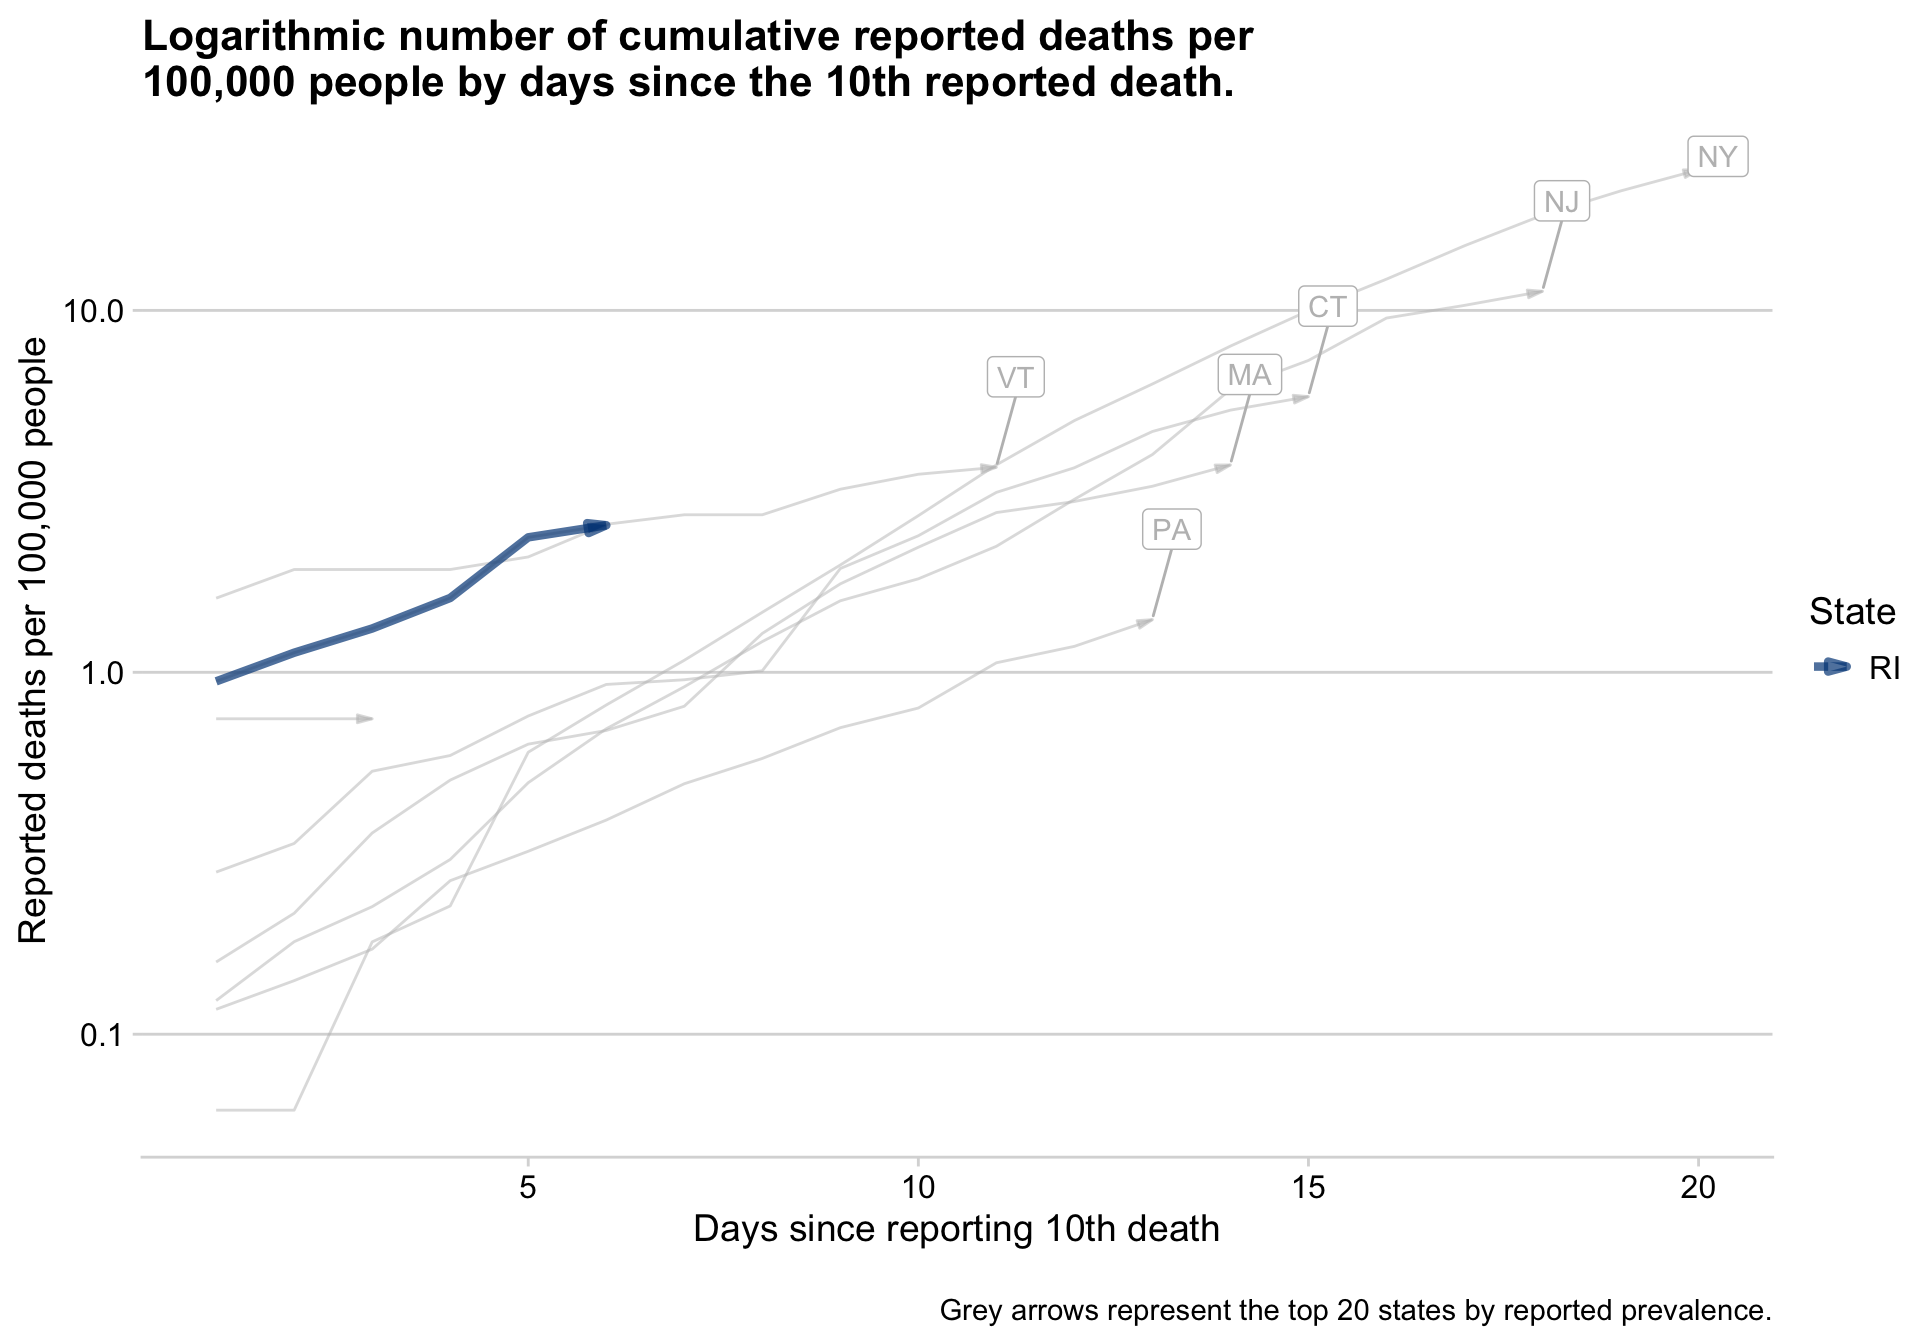 Logarithmic number of cumulative reported deaths per
100,000 people by days since the 10th reported death.
NY
NJ
10.0
CT
VT
MA
PA
Reported deaths per 100,000 people
State
RI
1.0
0.1
5
10
15
20
Days since reporting 10th death
Grey arrows represent the top 20 states by reported prevalence.